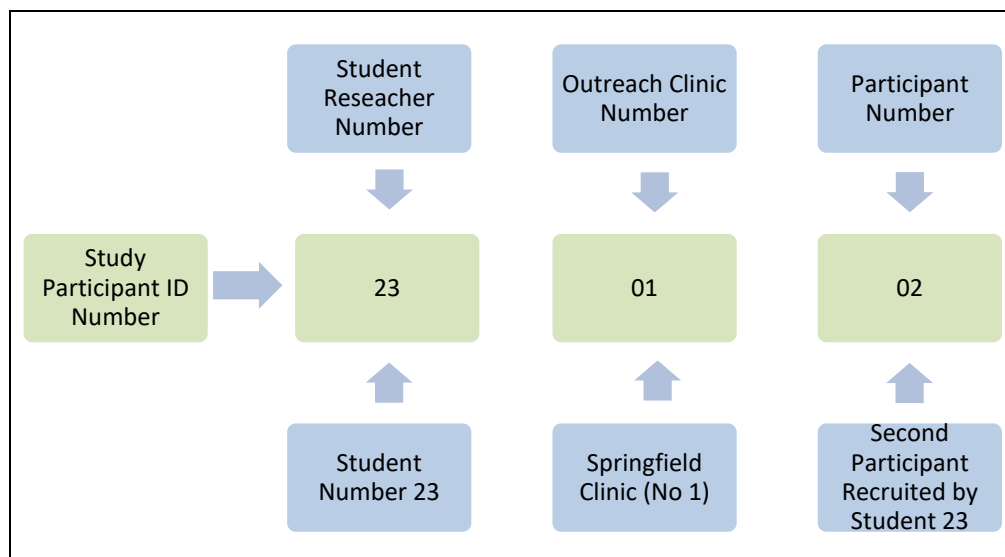 Student
Reseacher
Number
Outreach Clinic
Number
Participant
Number
Study
Participant ID
Number
23
01
02
Student
Number 23
Springfield
Clinic (No 1)
Second
Participant
Recruited by
Student 23